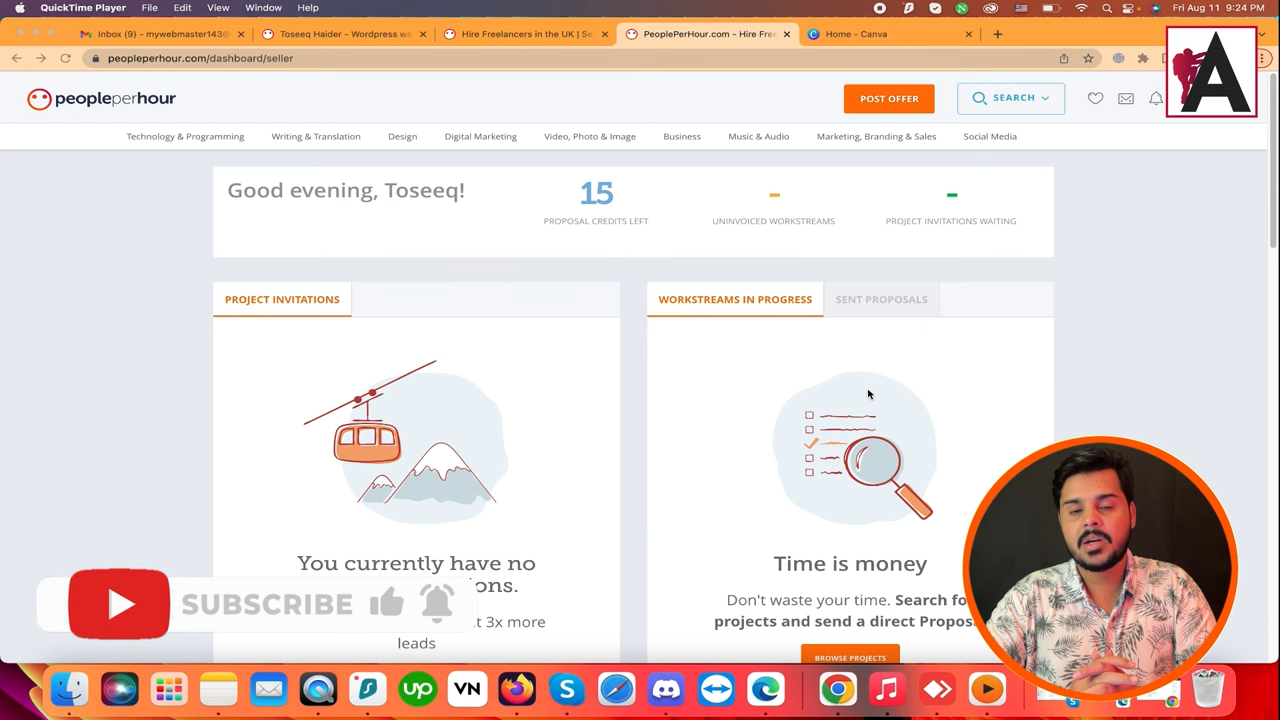 QuickTime Player File Edit View Window Help Fri Aug 11 9:24 PM
Inbox (9) - mywebmaster143@ Toseeq Haider - Wordpress we Hire Freelancers in the UK | Se PeoplePerHour.com - Hire Free Home - Canva
peopleperhour.com/dashboard/seller
A
peopleperhour POST OFFER SEARCH
Technology & Programming Writing & Translation Design Digital Marketing Video, Photo & Image Business Music & Audio Marketing, Branding & Sales Social Media
Good evening, Toseeq! 15 - -
PROPOSAL CREDITS LEFT UNINVOICED WORKSTREAMS PROJECT INVITATIONS WAITING
PROJECT INVITATIONS WORKSTREAMS IN PROGRESS SENT PROPOSALS
You currently have no
ons.
t 3x more
leads
Time is money
Don't waste your time. Search fo
projects and send a direct Propos
BROWSE PROJECTS
SUBSCRIBE
up VN